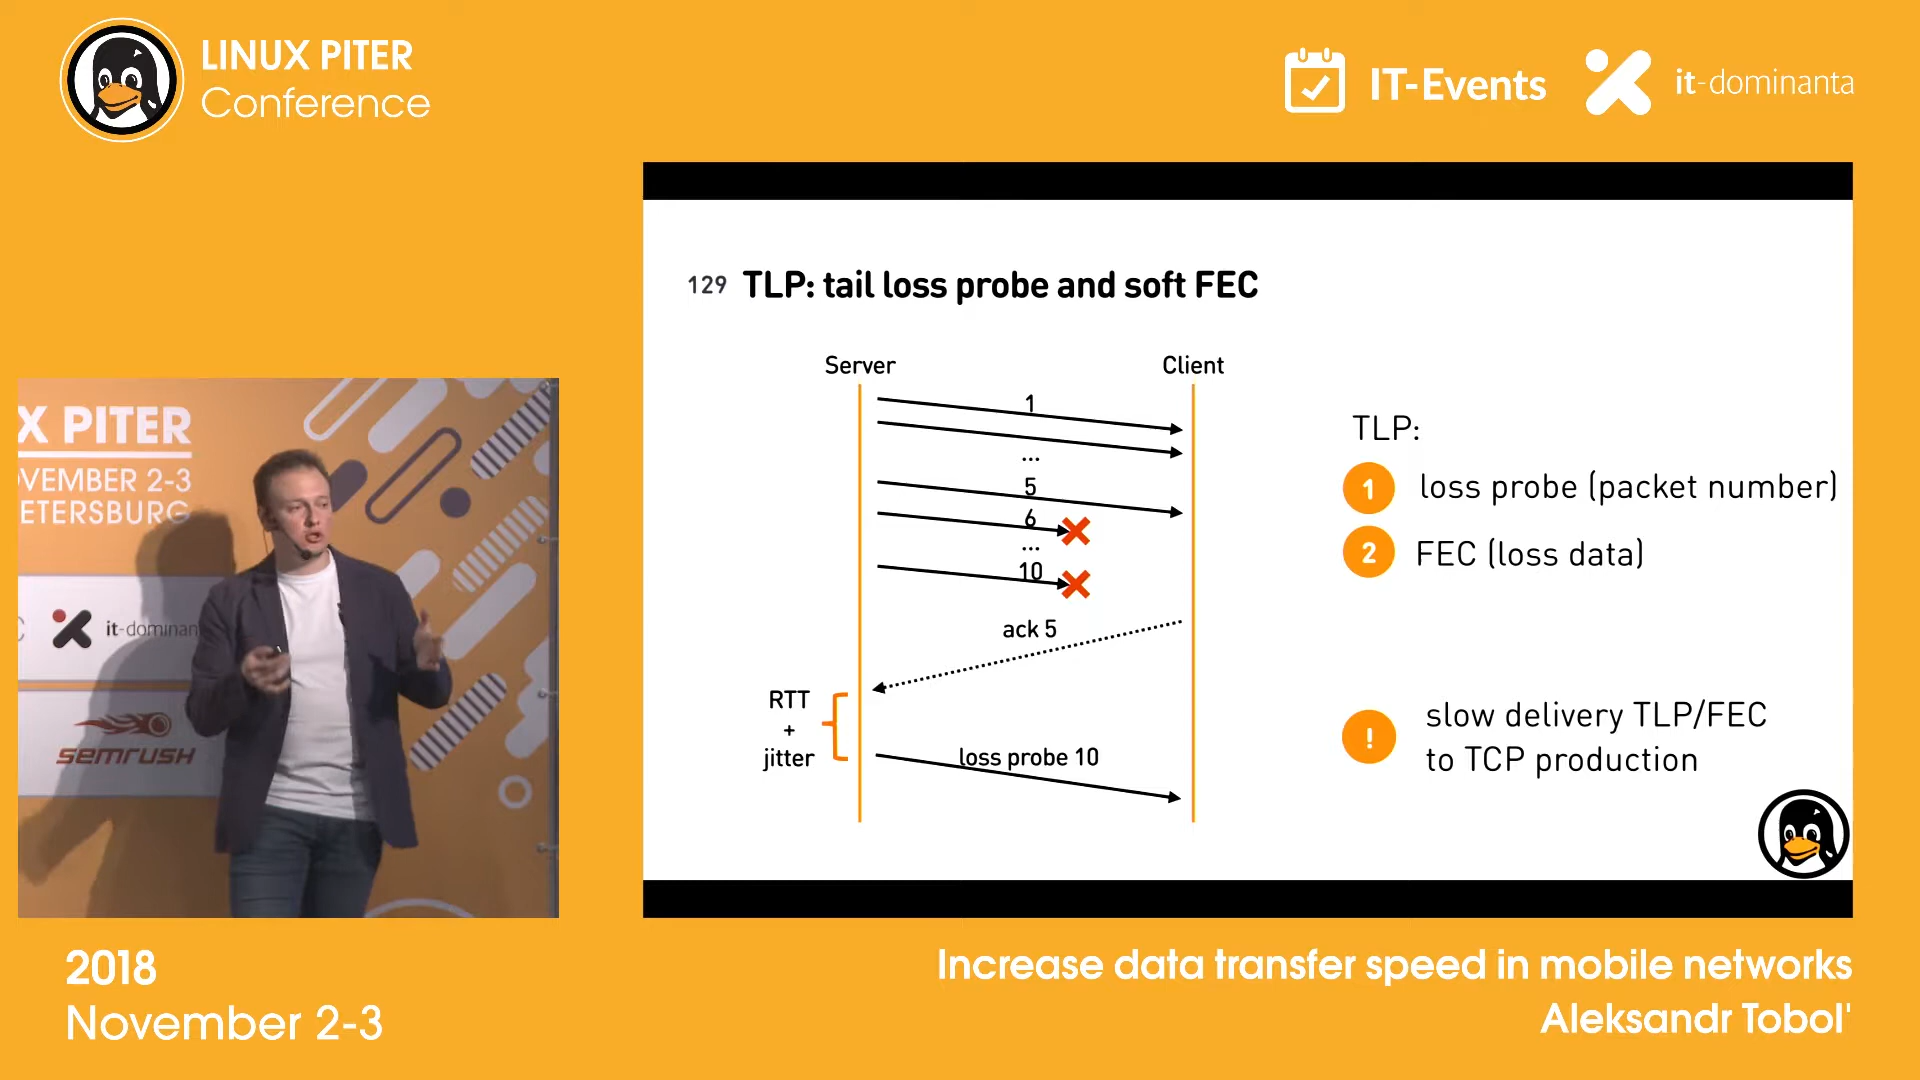 LINUX PITER
Conference
IT-Events
it-dominanta
129 TLP: tail loss probe and soft FEC
Server
Client
1
...
5
6
...
10
ack 5
RTT
+
jitter
loss probe 10
TLP:
1 loss probe (packet number)
2 FEC (loss data)
! slow delivery TLP/FEC
to TCP production
X PITER
VEMBER 2-3
ETERSBURG
it-dominan
semrush
2018
November 2-3
Increase data transfer speed in mobile networks
Aleksandr Tobol'